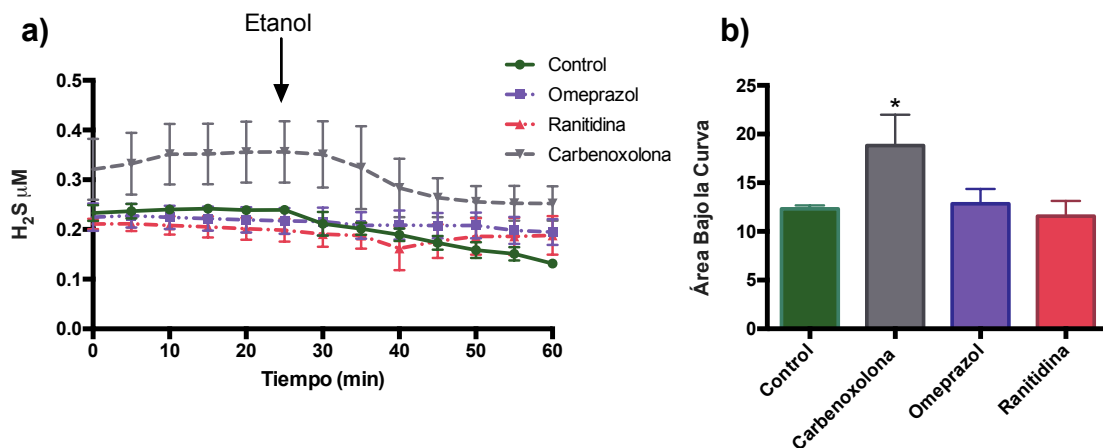 a)
Etanol
Control
Omeprazol
Ranitidina
Carbenoxolona
H₂S μM
0.5
0.4
0.3
0.2
0.1
0.0
0 10 20 30 40 50 60
Tiempo (min)
b)
*
Área Bajo la Curva
25
20
15
10
5
0
Control
Carbenoxolona
Omeprazol
Ranitidina